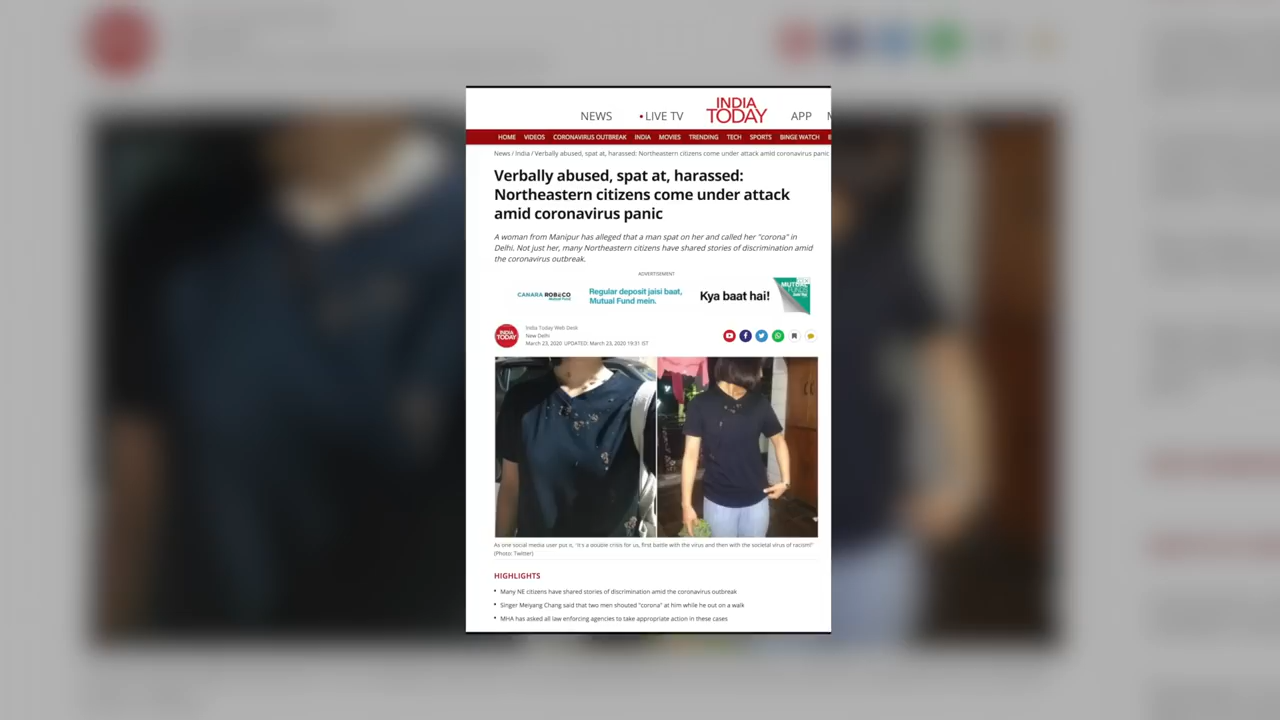 NEWS
LIVE TV
INDIA
TODAY
APP
HOME VIDEOS CORONAVIRUS OUTBREAK INDIA MOVIES TRENDING TECH SPORTS BINGE WATCH
News / India / Verbally abused, spat at, harassed: Northeastern citizens come under attack amid coronavirus panic
Verbally abused, spat at, harassed:
Northeastern citizens come under attack
amid coronavirus panic
A woman from Manipur has alleged that a man spat on her and called her "corona" in
Delhi. Not just her, many Northeastern citizens have shared stories of discrimination amid
the coronavirus outbreak.
ADVERTISEMENT
CANARA ROBECO
Mutual Fund
Regular deposit jaisi baat,
Mutual Fund mein.
Kya baat hai!
MUTUAL
FUNDS
Sahi Hai
INDIA
TODAY
India Today Web Desk
New Delhi
March 23, 2020 UPDATED: March 23, 2020 19:31 IST
As one social media user put it, "It's a double crisis for us, first battle with the virus and then with the societal virus of racism!"
(Photo: Twitter)
HIGHLIGHTS
• Many NE citizens have shared stories of discrimination amid the coronavirus outbreak
• Singer Meiyang Chang said that two men shouted "corona" at him while he out on a walk
• MHA has asked all law enforcing agencies to take appropriate action in these cases